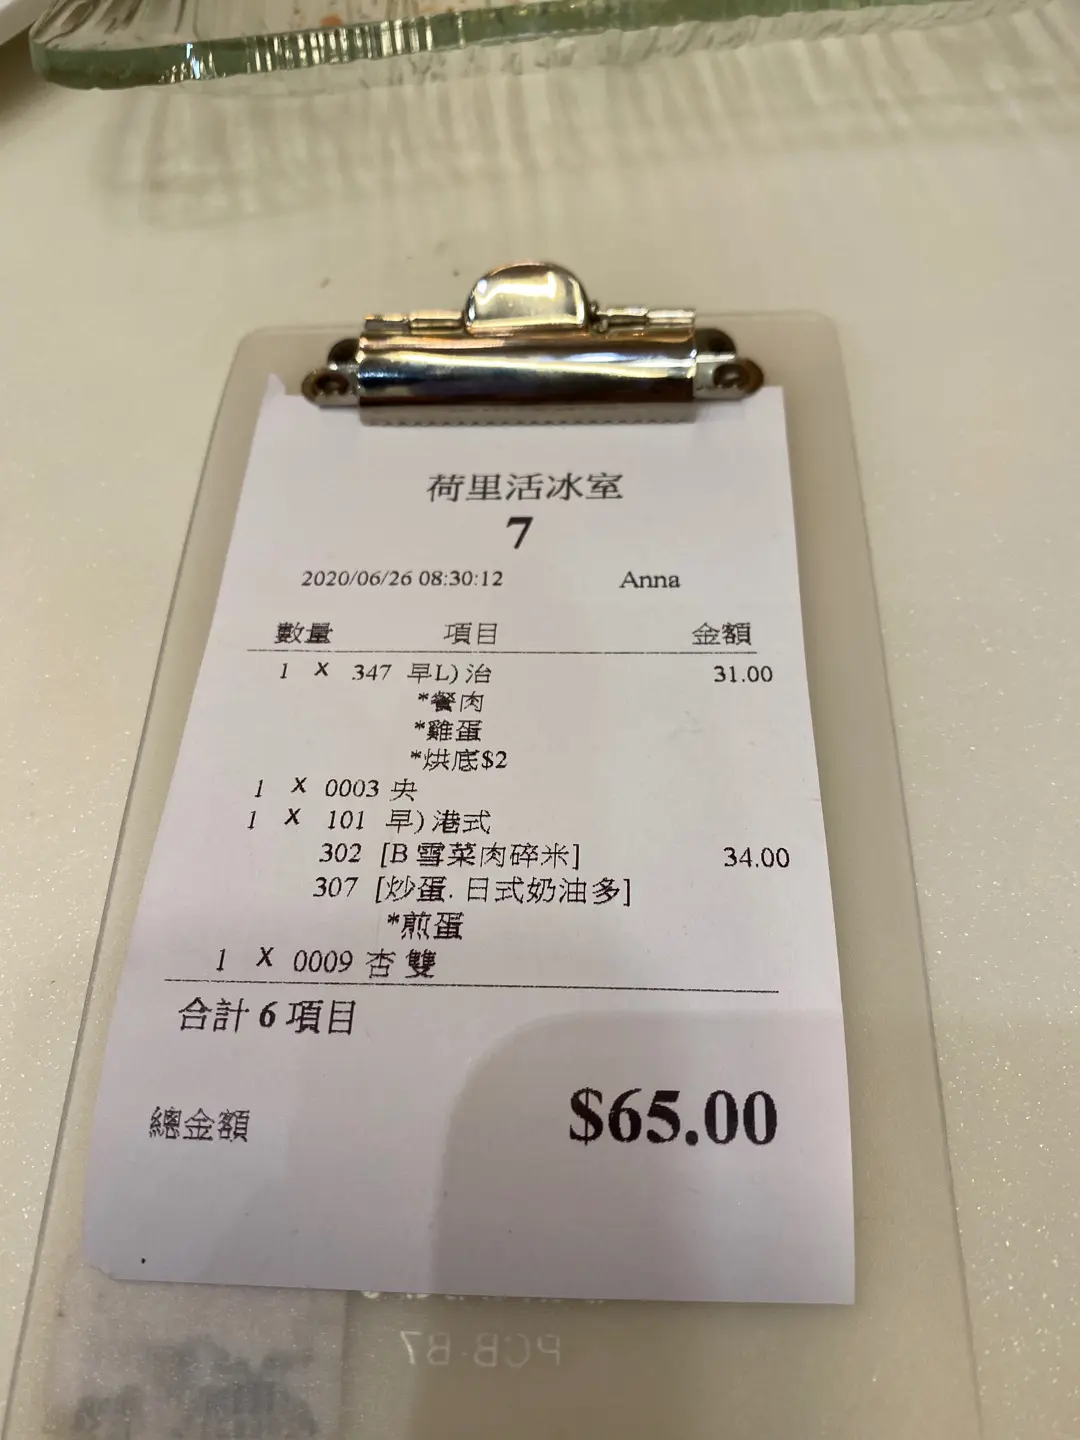 荷里活冰室
7
2020/06/26 08:30:12 Anna
數量 項目 金額
1 X 347 早L) 治 31.00
*餐肉
*雞蛋
*烘底$2
1 X 0003 央
1 X 101 早) 港式
302 [B 雪菜肉碎米] 34.00
307 [炒蛋. 日式奶油多]
*煎蛋
1 X 0009 杏 雙
合計 6 項目
總金額 $65.00
PCB-B7